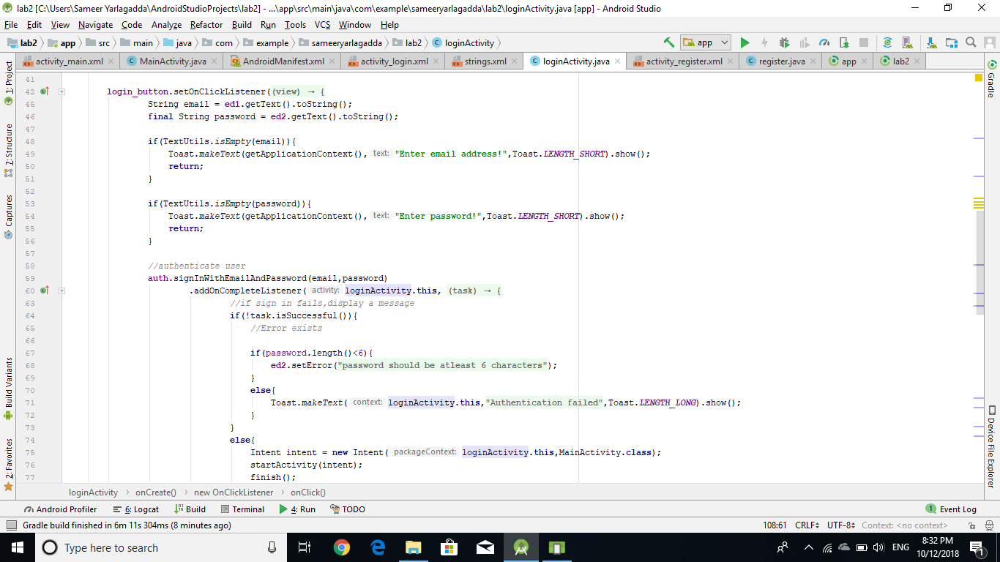 lab2 [C:\Users\Sameer Yarlagadda\AndroidStudioProjects\lab2] - ...\app\src\main\java\com\example\sameeryarlagadda\lab2\loginActivity.java [app] - Android Studio
File Edit View Navigate Code Analyze Refactor Build Run Tools VCS Window Help
lab2 app src main java com example sameeryarlagadda lab2 loginActivity app
activity_main.xml MainActivity.java AndroidManifest.xml activity_login.xml strings.xml loginActivity.java activity_register.xml register.java app lab2
1: Project
7: Structure
Captures
Build Variants
2: Favorites
Gradle
Device File Explorer
41
42 login_button.setOnClickListener((view) → {
45 String email = ed1.getText().toString();
46 final String password = ed2.getText().toString();
47
48 if(TextUtils.isEmpty(email)){
49 Toast.makeText(getApplicationContext(), text: "Enter email address!",Toast.LENGTH_SHORT).show();
50 return;
51 }
52
53 if(TextUtils.isEmpty(password)){
54 Toast.makeText(getApplicationContext(), text: "Enter password!",Toast.LENGTH_SHORT).show();
55 return;
56 }
57
58 //authenticate user
59 auth.signInWithEmailAndPassword(email,password)
60 .addOnCompleteListener( activity: loginActivity.this, (task) → {
63 //if sign in fails,display a message
64 if(!task.isSuccessful()){
65 //Error exists
66
67 if(password.length()<6){
68 ed2.setError("password should be atleast 6 characters");
69 }
70 else{
71 Toast.makeText( context: loginActivity.this,"Authentication failed",Toast.LENGTH_LONG).show();
72 }
73 }
74 else{
75 Intent intent = new Intent( packageContext: loginActivity.this,MainActivity.class);
76 startActivity(intent);
77 finish();
loginActivity onCreate() new OnClickListener onClick()
Android Profiler 6: Logcat Build Terminal 4: Run TODO 1 Event Log
Gradle build finished in 6m 11s 304ms (8 minutes ago) 108:61 CRLF UTF-8 Context: <no context>
Type here to search ENG 8:32 PM
10/12/2018 1